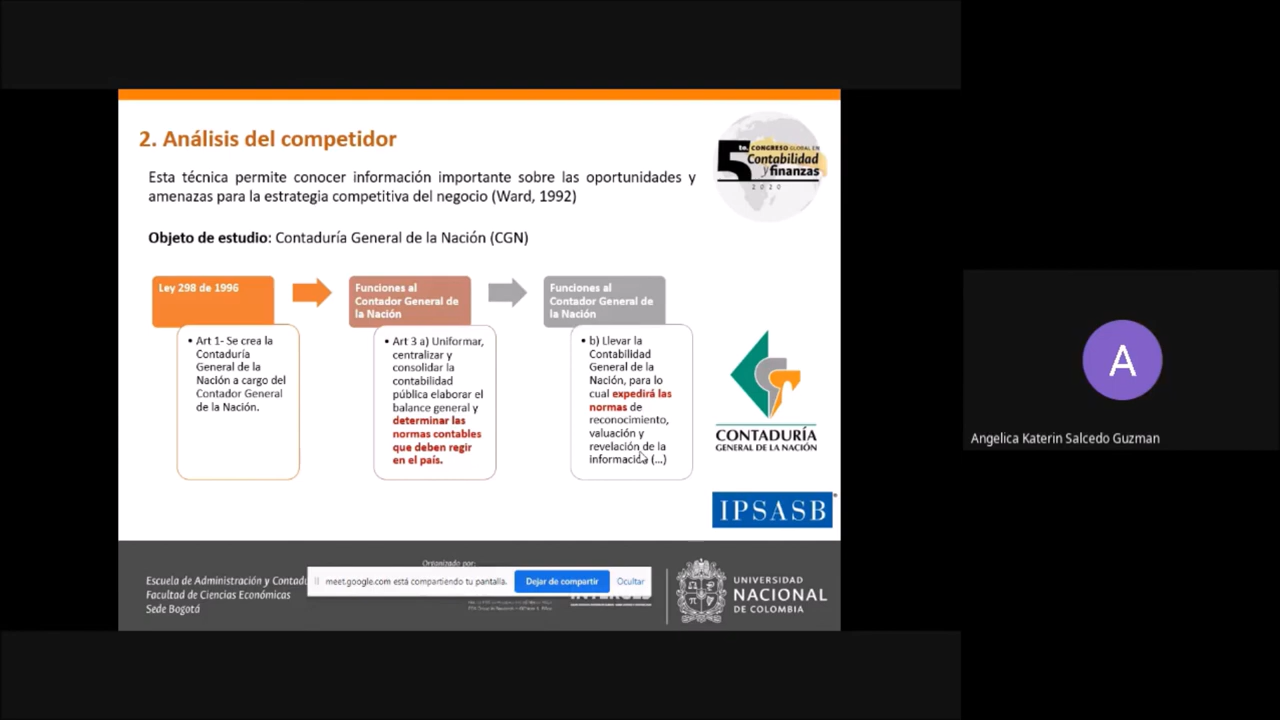 2. Análisis del competidor
5
to. CONGRESO GLOBAL EN
Contabilidad
y finanzas
2020
Esta técnica permite conocer información importante sobre las oportunidades y
amenazas para la estrategia competitiva del negocio (Ward, 1992)
Objeto de estudio: Contaduría General de la Nación (CGN)
Ley 298 de 1996
• Art 1- Se crea la
Contaduría
General de la
Nación a cargo del
Contador General
de la Nación.
Funciones al
Contador General de
la Nación
• Art 3 a) Uniformar,
centralizar y
consolidar la
contabilidad
pública elaborar el
balance general y
determinar las
normas contables
que deben regir
en el país.
Funciones al
Contador General de
la Nación
• b) Llevar la
Contabilidad
General de la
Nación, para lo
cual expedirá las
normas de
reconocimiento,
valuación y
revelación de la
información (...)
CONTADURÍA
GENERAL DE LA NACIÓN
IPSASB
A
Angelica Katerin Salcedo Guzman
Escuela de Administración y Contadu
Facultad de Ciencias Económicas
Sede Bogotá
Organizado por:
meet.google.com está compartiendo tu pantalla.
Dejar de compartir
Ocultar
UNIVERSIDAD
NACIONAL
DE COLOMBIA